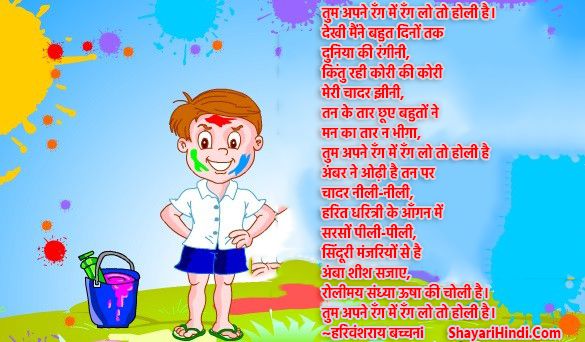 तुम अपने रँग में रँग लो तो होली है।
देखी मैंने बहुत दिनों तक
दुनिया की रंगीनी,
किंतु रही कोरी की कोरी
मेरी चादर झीनी,
तन के तार छूए बहुतों ने
मन का तार न भीगा,
तुम अपने रँग में रँग लो तो होली है
अंबर ने ओढ़ी है तन पर
चादर नीली-नीली,
हरित धरित्री के आँगन में
सरसों पीली-पीली,
सिंदूरी मंजरियों से है
अंबा शीश सजाए,
रोलीमय संध्या ऊषा की चोली है।
तुम अपने रँग में रँग लो तो होली है।
~हरिवंशराय बच्चनi ShayariHindi.Com